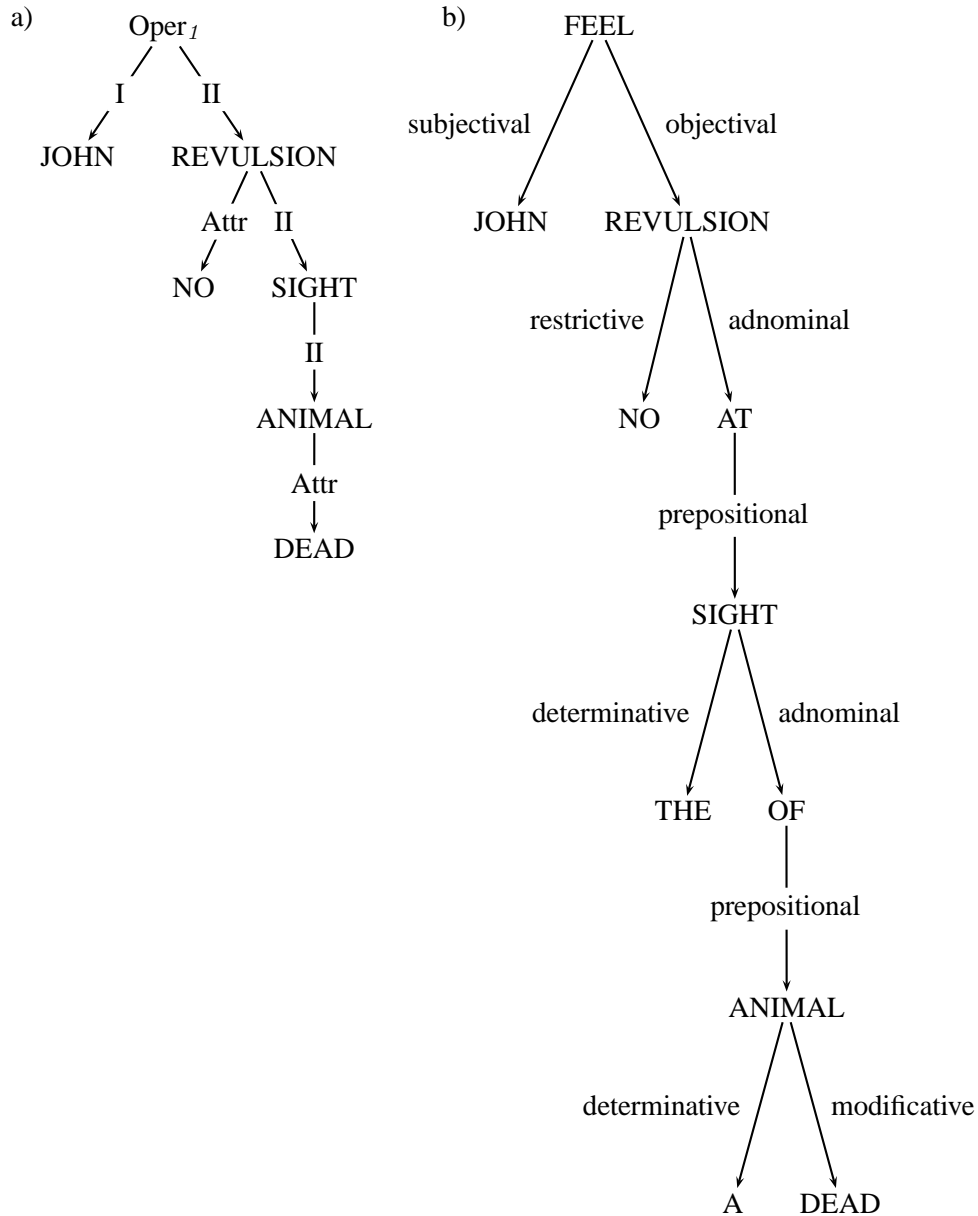 a)
Oper1
I II
JOHN REVULSION
Attr II
NO SIGHT
II
ANIMAL
Attr
DEAD
b)
FEEL
subjectival objectival
JOHN REVULSION
restrictive adnominal
NO AT
prepositional
SIGHT
determinative adnominal
THE OF
prepositional
ANIMAL
determinative modificative
A DEAD